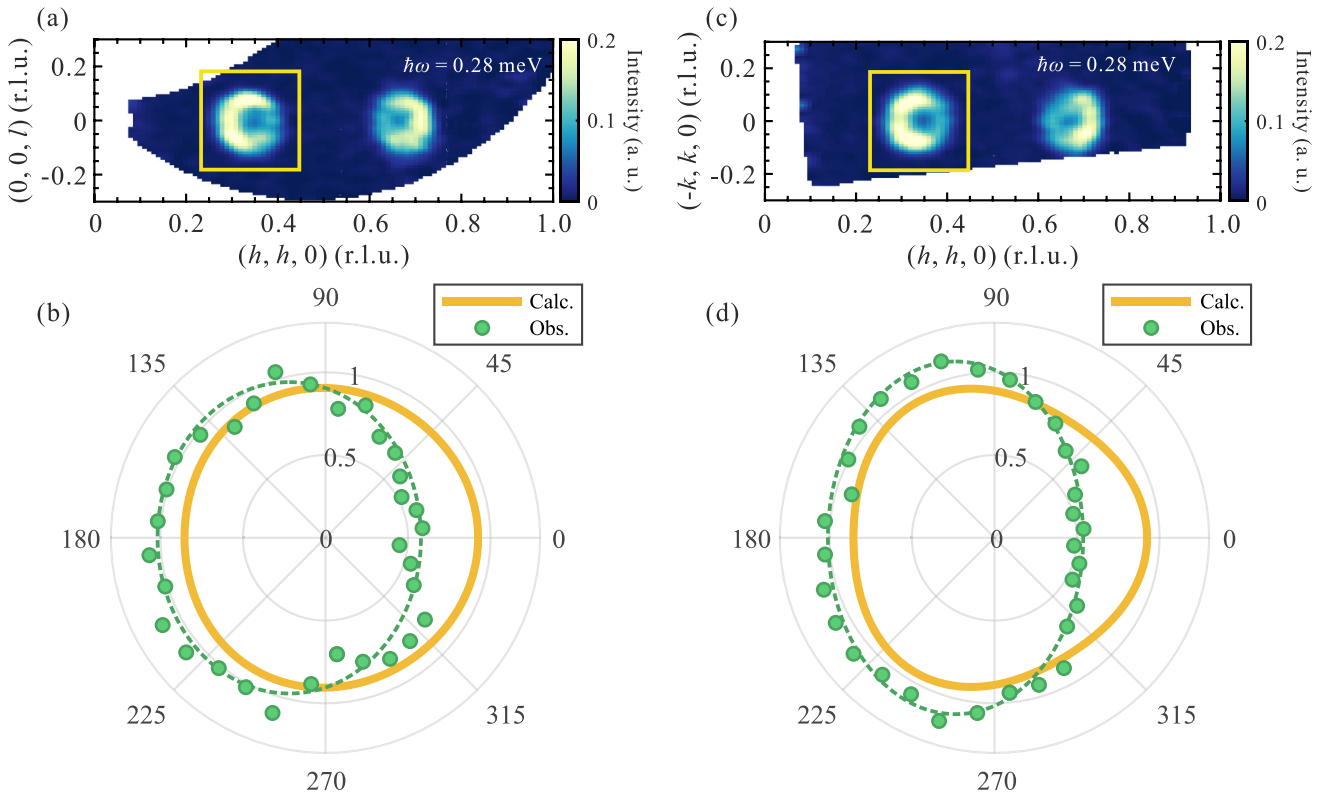 (a)
0.2
0
-0.2
(0, 0, l) (r.l.u.)
ħω = 0.28 meV
0 0.2 0.4 0.6 0.8 1.0
(h, h, 0) (r.l.u.)
0.2
0.1
0
Intensity (a. u.)
(c)
0.2
0
-0.2
(-k, k, 0) (r.l.u.)
ħω = 0.28 meV
0 0.2 0.4 0.6 0.8 1.0
(h, h, 0) (r.l.u.)
0.2
0.1
0
Intensity (a. u.)
(b)
Calc.
Obs.
90
135 45
1
0.5
180 0 0
225 315
270
(d)
Calc.
Obs.
90
135 45
1
0.5
180 0 0
225 315
270